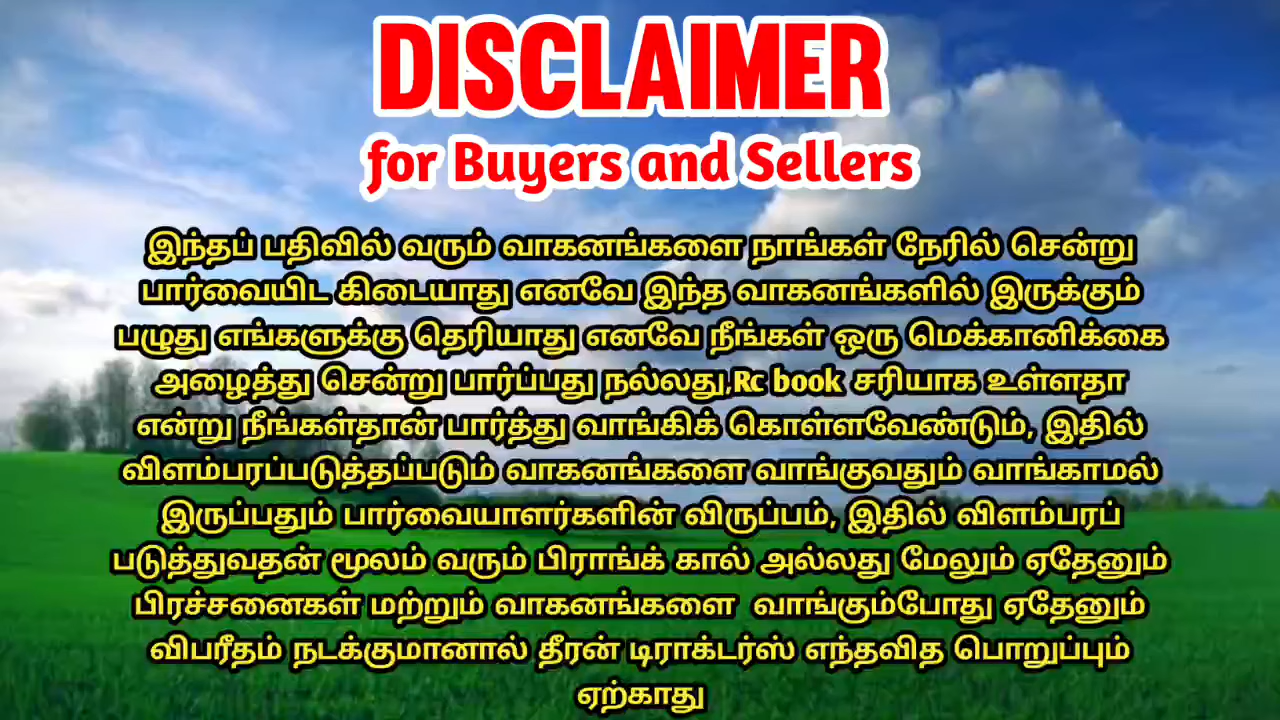 DISCLAIMER
for Buyers and Sellers
இந்தப் பதிவில் வரும் வாகனங்களை நாங்கள் நேரில் சென்று
பார்வையிட கிடையாது எனவே இந்த வாகனங்களில் இருக்கும்
பழுது எங்களுக்கு தெரியாது எனவே நீங்கள் ஒரு மெக்கானிக்கை
அழைத்து சென்று பார்ப்பது நல்லது,Rc book சரியாக உள்ளதா
என்று நீங்கள்தான் பார்த்து வாங்கிக் கொள்ளவேண்டும், இதில்
விளம்பரப்படுத்தப்படும் வாகனங்களை வாங்குவதும் வாங்காமல்
இருப்பதும் பார்வையாளர்களின் விருப்பம், இதில் விளம்பரப்
படுத்துவதன் மூலம் வரும் பிராங்க் கால் அல்லது மேலும் ஏதேனும்
பிரச்சனைகள் மற்றும் வாகனங்களை வாங்கும்போது ஏதேனும்
விபரீதம் நடக்குமானால் தீரன் டிராக்டர்ஸ் எந்தவித பொறுப்பும்
ஏற்காது